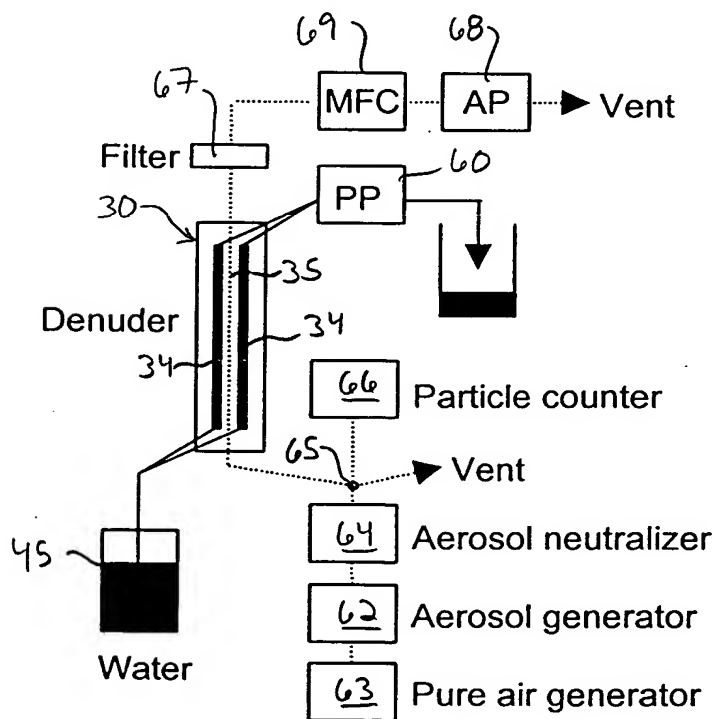 69
68
67
MFC
AP
Vent
Filter
60
PP
30
35
Denuder
34
34
66
Particle counter
65
Vent
45
64
Aerosol neutralizer
62
Aerosol generator
Water
63
Pure air generator